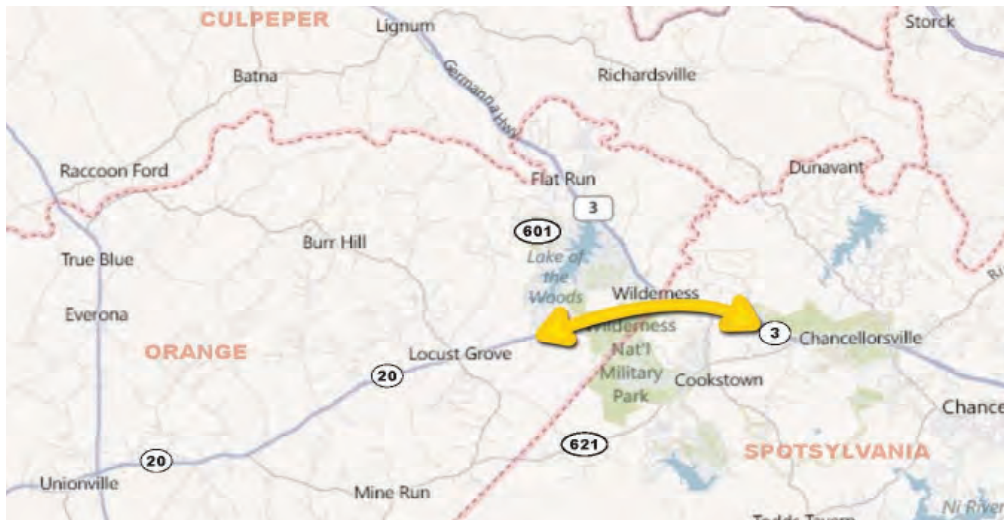 CULPEPER
Lignum
Storck
Batna
Germanna Hwy
Richardsville
Raccoon Ford
Flat Run
Dunavant
3
601
Burr Hill
True Blue
Lake of
the
Woods
Wilderness
Everona
Wilderness
Nat'l
Military
Park
3
Chancellorsville
ORANGE
Locust Grove
20
Cookstown
Chance
621
SPOTSYLVANIA
20
Unionville
Mine Run
Ni River